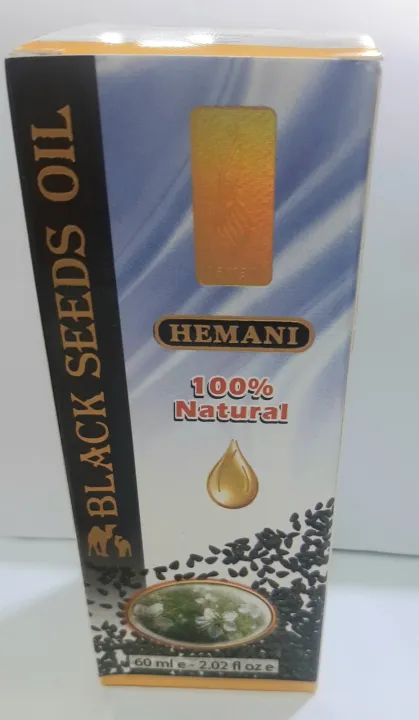 BLACK SEEDS OIL
HEMANI
100%
Natural
60 ml e - 2.02 fl oz e